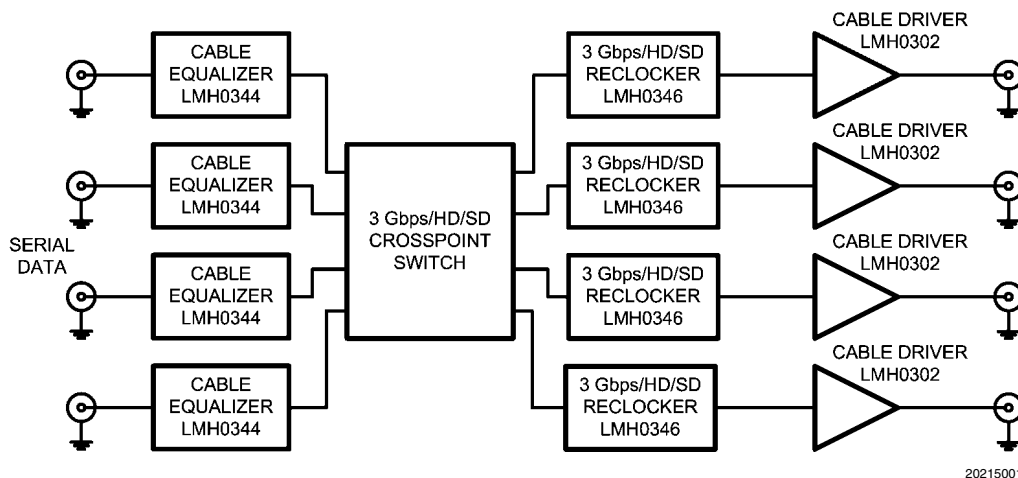 CABLE DRIVER
LMH0302
CABLE
EQUALIZER
LMH0344
3 Gbps/HD/SD
RECLOCKER
LMH0346
CABLE DRIVER
LMH0302
CABLE
EQUALIZER
LMH0344
3 Gbps/HD/SD
RECLOCKER
LMH0346
3 Gbps/HD/SD
CROSSPOINT
SWITCH
SERIAL
DATA
CABLE DRIVER
LMH0302
CABLE
EQUALIZER
LMH0344
3 Gbps/HD/SD
RECLOCKER
LMH0346
CABLE DRIVER
LMH0302
CABLE
EQUALIZER
LMH0344
3 Gbps/HD/SD
RECLOCKER
LMH0346
20215001